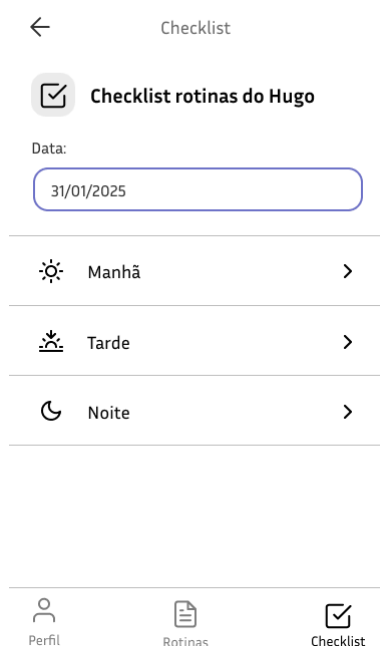 Checklist
Checklist rotinas do Hugo
Data:
31/01/2025
Manhã
Tarde
Noite
Perfil
Rotinas
Checklist